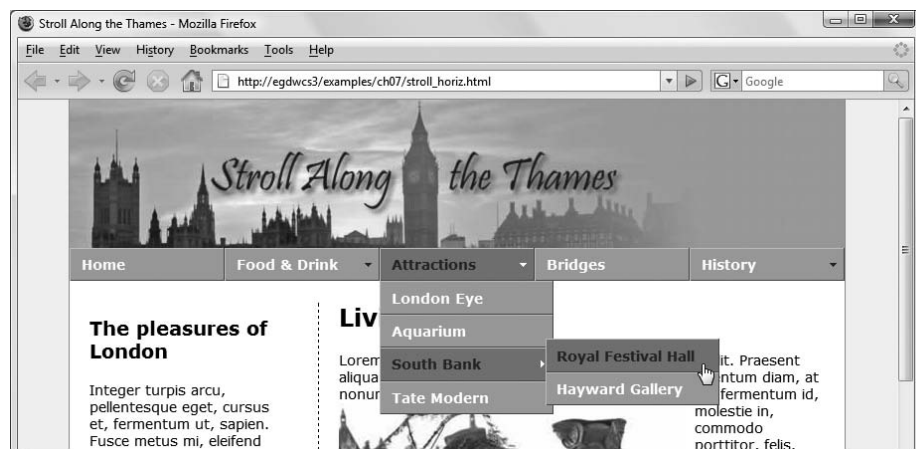 Stroll Along the Thames - Mozilla Firefox
File Edit View History Bookmarks Tools Help
http://egdwcs3/examples/ch07/stroll_horiz.html
G Google
Stroll Along the Thames
Home Food & Drink Attractions Bridges History
London Eye
Aquarium
South Bank
Tate Modern
Royal Festival Hall
Hayward Gallery
The pleasures of
London
Integer turpis arcu,
pellentesque eget, cursus
et, fermentum ut, sapien.
Fusce metus mi, eleifend
Liv
Lorem
aliqua
nonu
it. Praesent
ntum diam, at
fermentum id,
molestie in,
commodo
porttitor, felis.